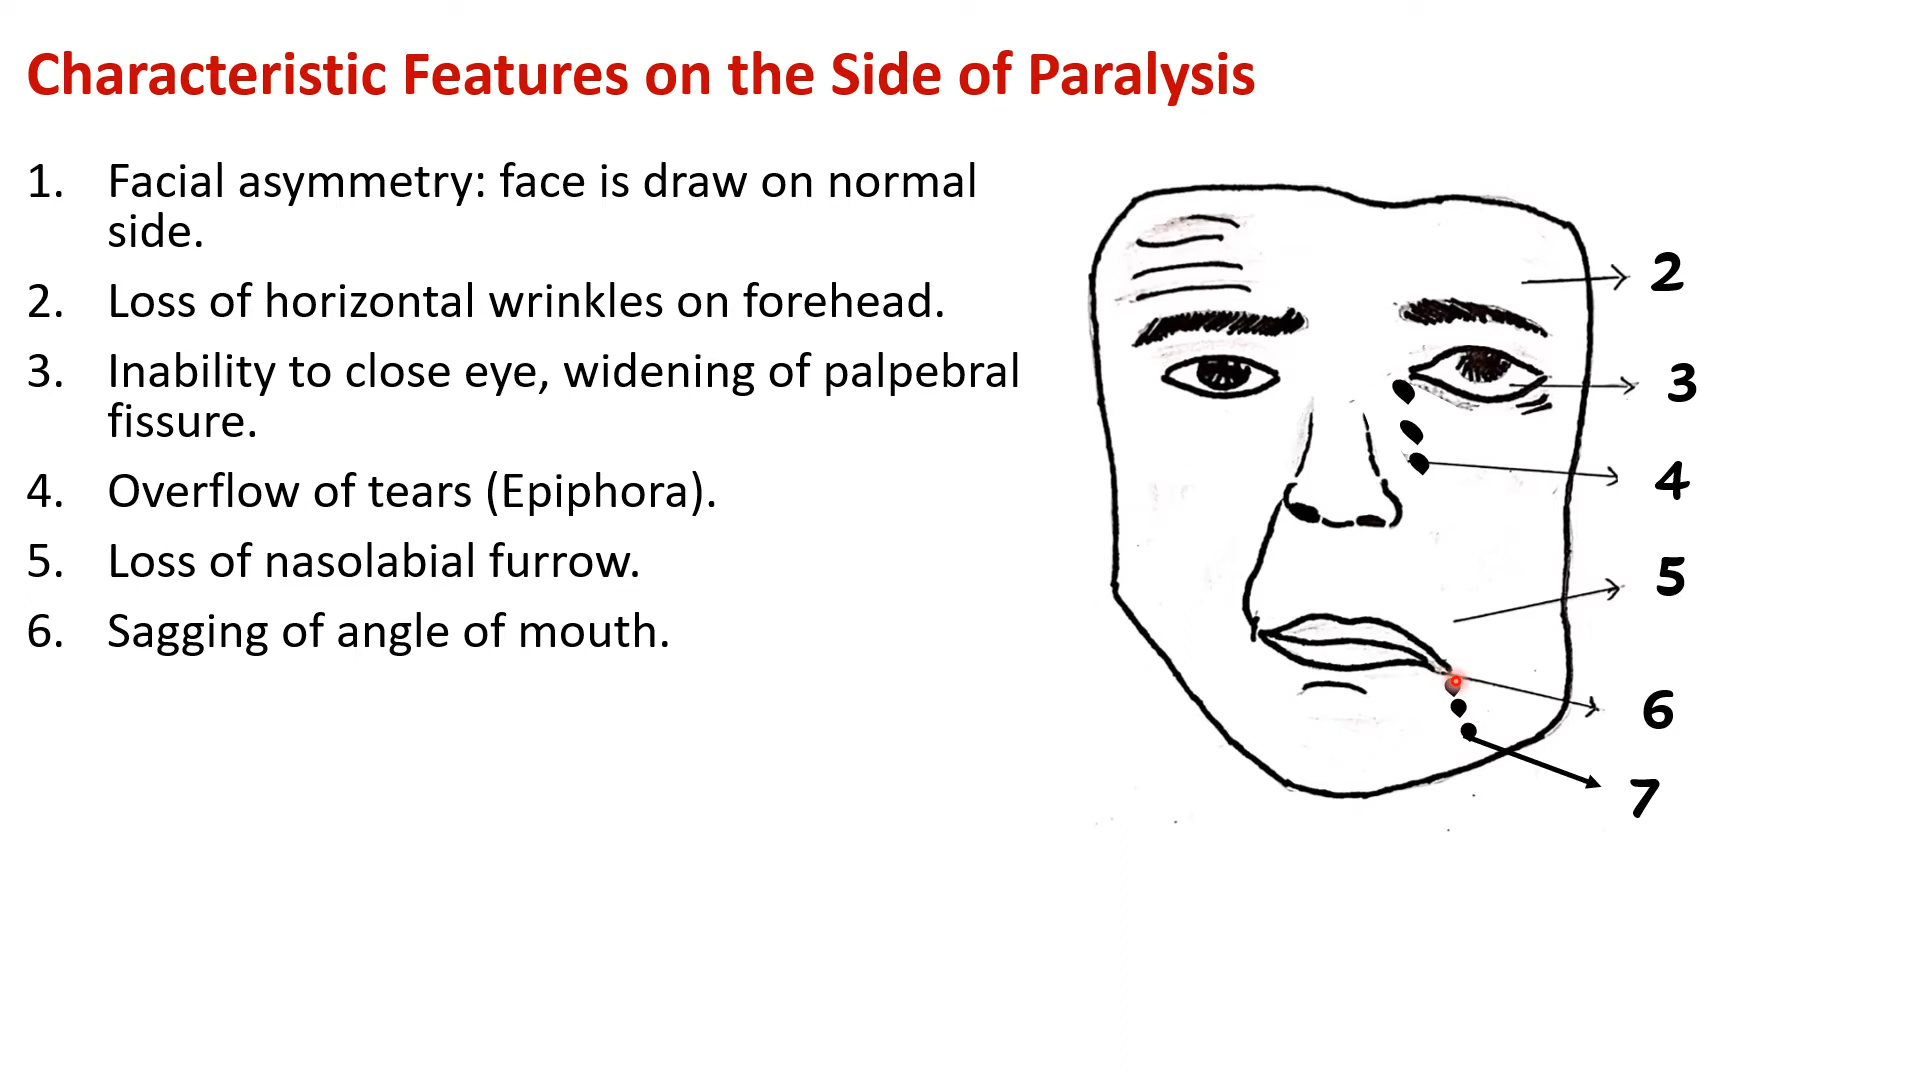 Characteristic Features on the Side of Paralysis
1. Facial asymmetry: face is draw on normal
side.
2. Loss of horizontal wrinkles on forehead.
3. Inability to close eye, widening of palpebral
fissure.
4. Overflow of tears (Epiphora).
5. Loss of nasolabial furrow.
6. Sagging of angle of mouth.
2
3
4
5
6
7